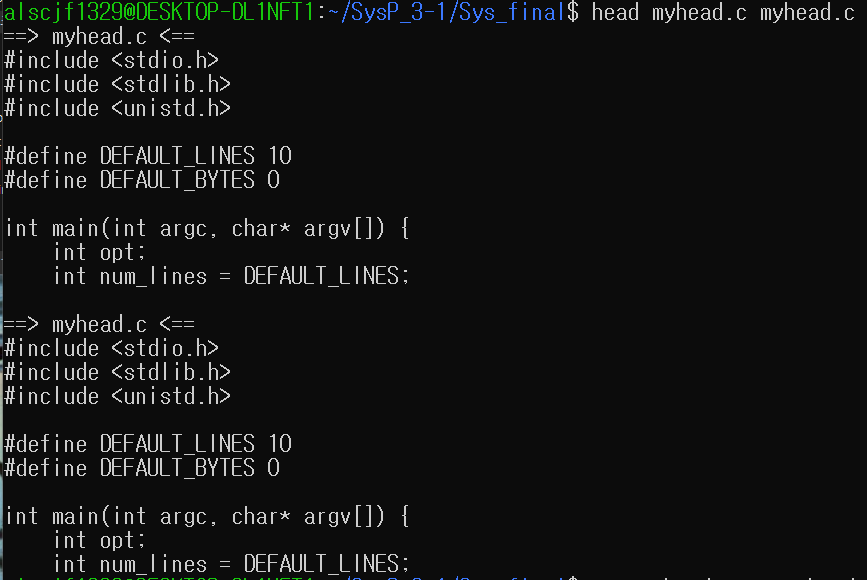 alscjf1329@DESKTOP-DL1NFT1:~/SysP_3-1/Sys_final$ head myhead.c myhead.c
==> myhead.c <==
#include <stdio.h>
#include <stdlib.h>
#include <unistd.h>

#define DEFAULT_LINES 10
#define DEFAULT_BYTES 0

int main(int argc, char* argv[]) {
    int opt;
    int num_lines = DEFAULT_LINES;

==> myhead.c <==
#include <stdio.h>
#include <stdlib.h>
#include <unistd.h>

#define DEFAULT_LINES 10
#define DEFAULT_BYTES 0

int main(int argc, char* argv[]) {
    int opt;
    int num_lines = DEFAULT_LINES;